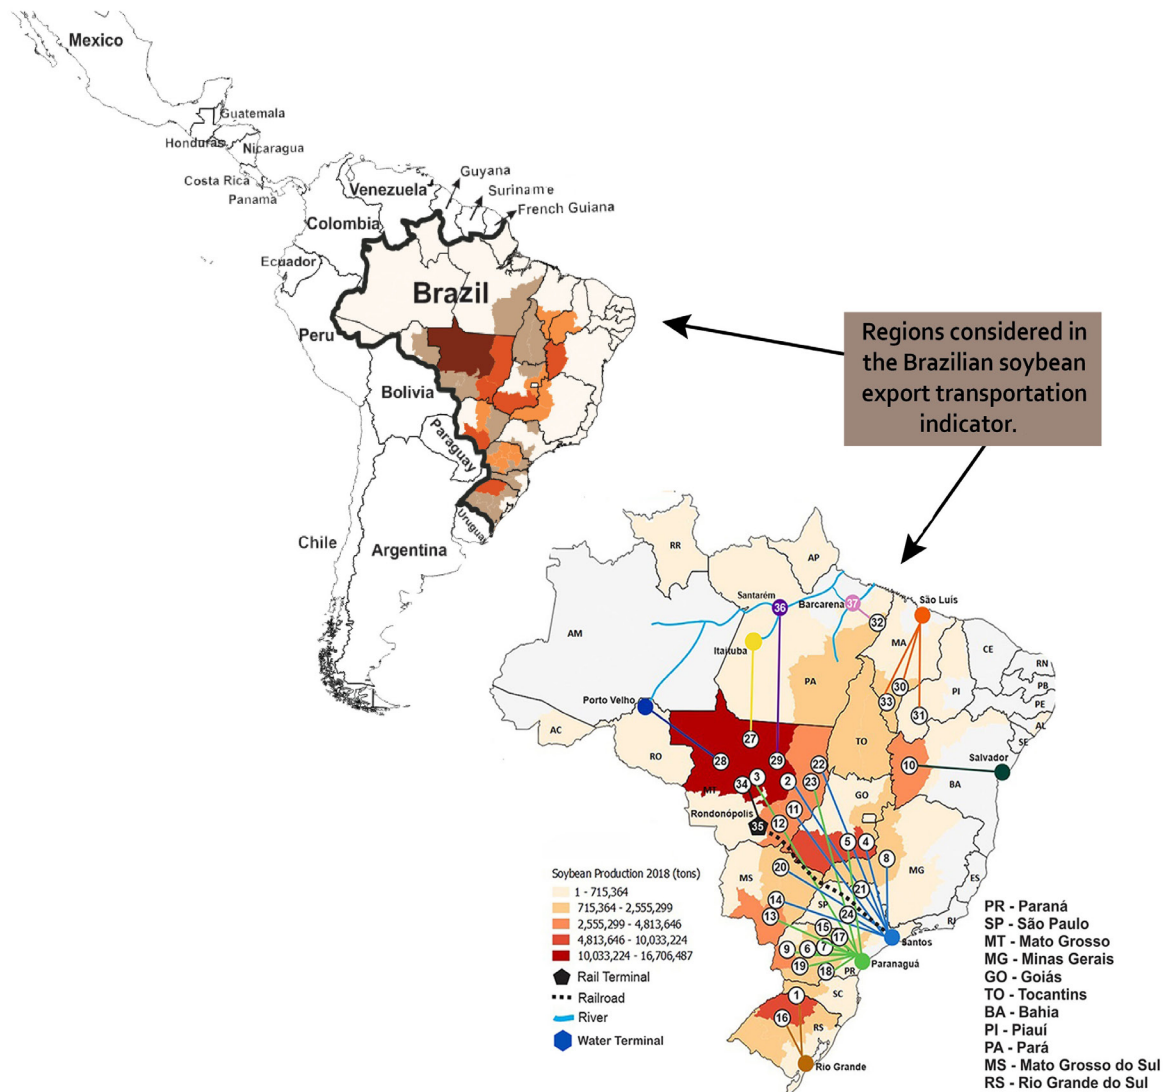 Mexico
Guatemala
Honduras
Nicaragua
Costa Rica
Panama
Guyana
Venezuela
Suriname
French Guiana
Colombia
Ecuador
Brazil
Peru
Bolivia
Paraguay
Uruguay
Chile
Argentina
Regions considered in
the Brazilian soybean
export transportation
indicator.
RR
AP
Santarém
36
Barcarena
37
São Luís
32
AM
Itaituba
MA
CE
RN
PB
PE
AL
SE
PI
PA
30
33
31
Porto Velho
AC
RO
27
28
29
TO
22
10
Salvador
BA
MT
34
3
2
23
GO
Rondonópolis
35
12
11
5
4
8
MG
ES
RJ
MS
20
21
SP
14
13
24
15
17
Santos
9
6
7
19
18
PR
Paranaguá
SC
1
16
RS
Rio Grande
Soybean Production 2018 (tons)
1 - 715,364
715,364 - 2,555,299
2,555,299 - 4,813,646
4,813,646 - 10,033,224
10,033,224 - 16,706,487
Rail Terminal
Railroad
River
Water Terminal
PR - Paraná
SP - São Paulo
MT - Mato Grosso
MG - Minas Gerais
GO - Goiás
TO - Tocantins
BA - Bahia
PI - Piauí
PA - Pará
MS - Mato Grosso do Sul
RS - Rio Grande do Sul